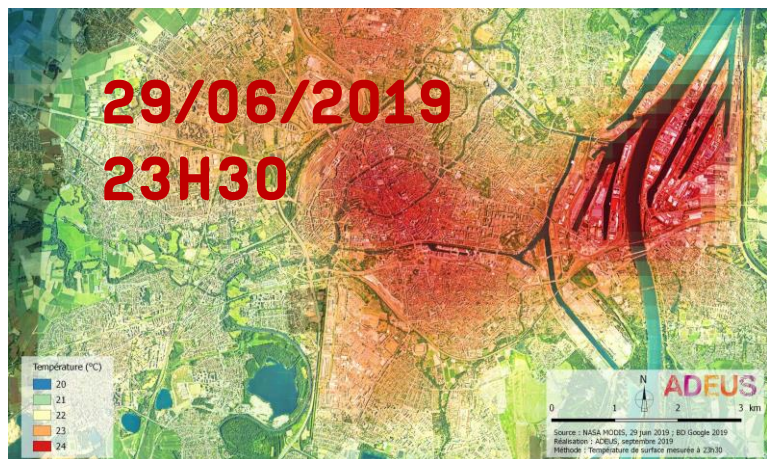 29/06/2019
23H30
Température (°C)
20
21
22
23
24
N
ADEUS
0 1 2 3 km
Source : NASA MODIS, 29 juin 2019 ; BD Google 2019
Réalisation : ADEUS, septembre 2019
Méthode : Température de surface mesurée à 23h30